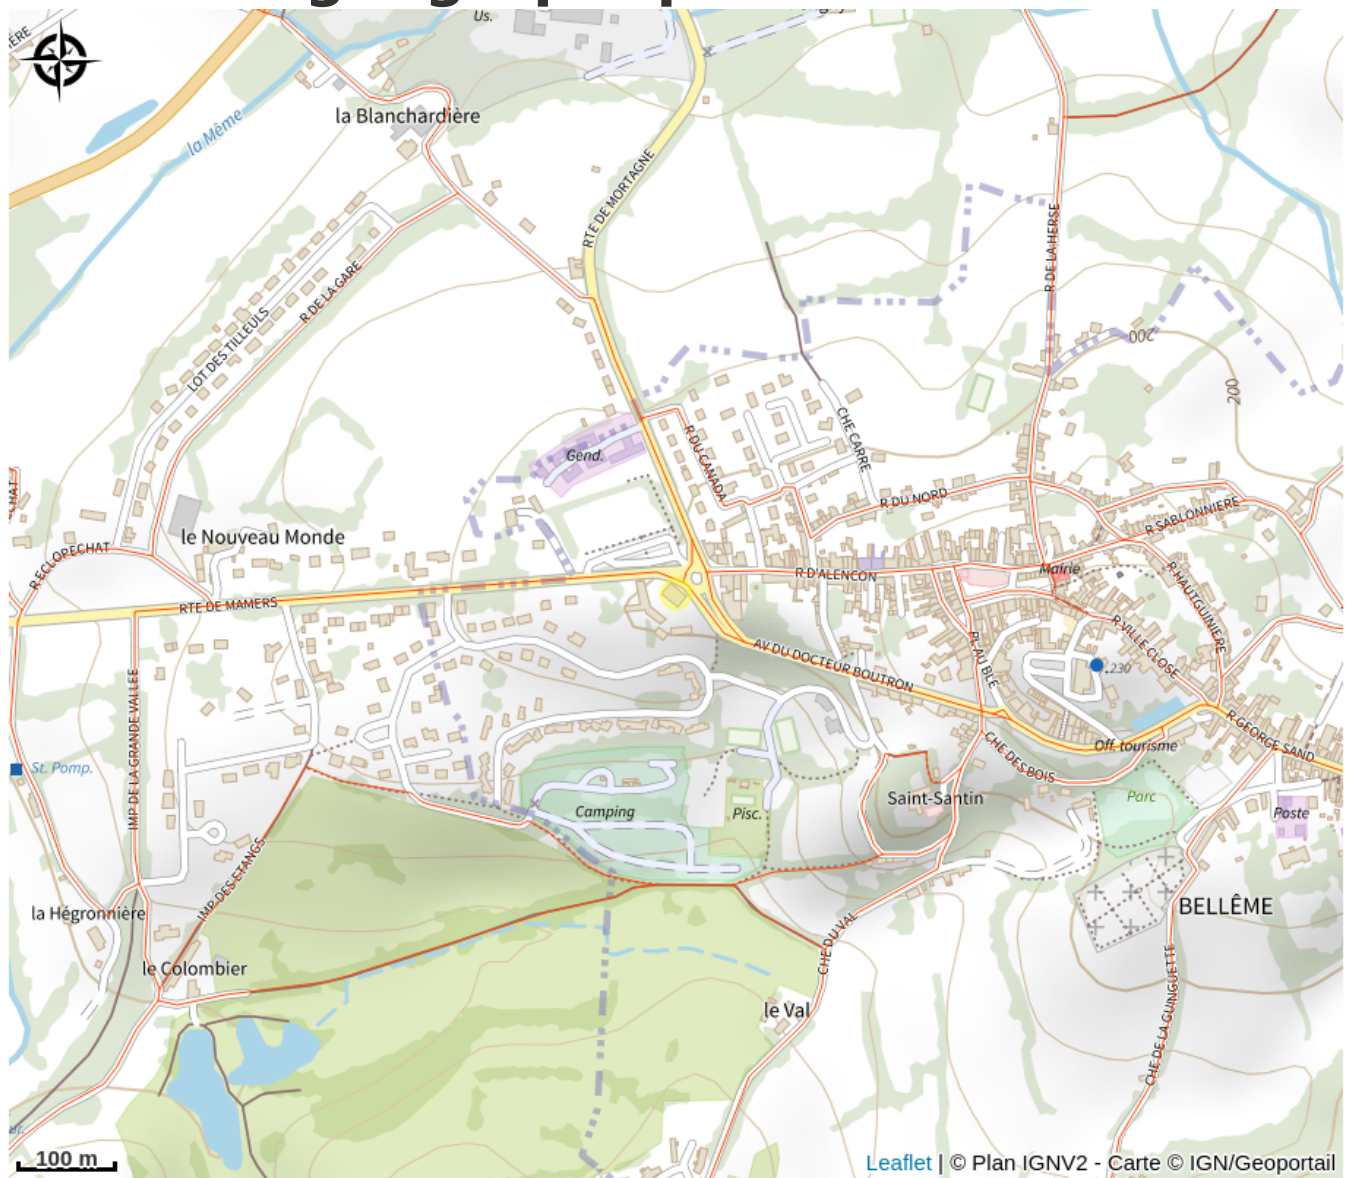 Us.
la Blanchardière
la Même
RTE DE MORTAGNE
R DE LA HERSE
R DE LA GARE
LOT DES TILLEULS
200
200
CHE CARRE
R DU CANADA
Gend.
R DU NORD
R SABLONNIERE
le Nouveau Monde
R ECLOPECHAT
R D'ALENCON
Mairie
R HAUTGUINIERE
RTE DE MAMERS
R VILLE CLOSE
PL AU BLE
AV DU DOCTEUR BOUTRON
.230
IMP DE LA GRANDE VALLEE
R GEORGE SAND
CHE DES BOIS
Off. tourisme
St. Pomp.
Saint-Santin
Parc
Camping
Pisc.
Poste
IMP DES ETANGS
la Hégronnière
BELLÊME
CHE DU VAL
le Colombier
le Val
CHE DE LA GUINGUETTE
100 m
Leaflet | © Plan IGNV2 - Carte © IGN/Geoportail